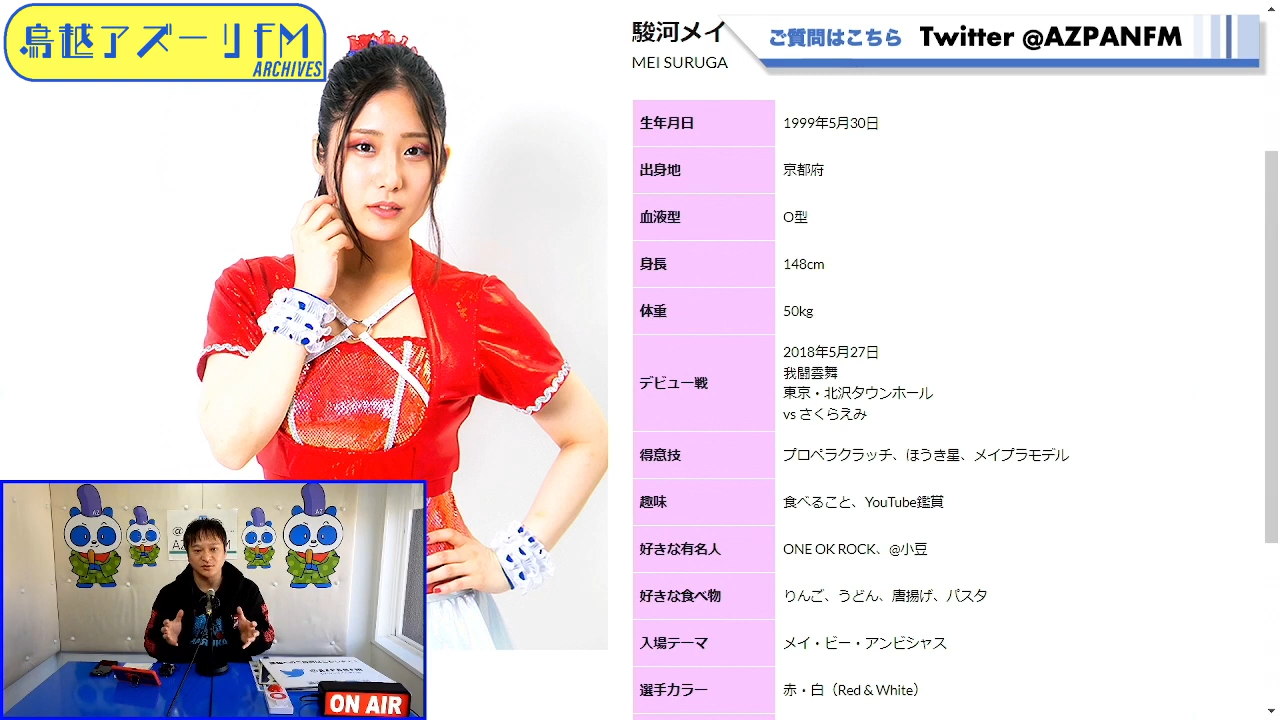 鳥越アズーリFM
ARCHIVES
駿河メイ
MEI SURUGA
ご質問はこちら Twitter @AZPANFM
生年月日 1999年5月30日
出身地 京都府
血液型 O型
身長 148cm
体重 50kg
デビュー戦 2018年5月27日
我闘雲舞
東京・北沢タウンホール
vs さくらえみ
得意技 プロペラクラッチ、ほうき星、メイプラモデル
趣味 食べること、YouTube鑑賞
好きな有名人 ONE OK ROCK、@小豆
好きな食べ物 りんご、うどん、唐揚げ、パスタ
入場テーマ メイ・ビー・アンビシャス
選手カラー 赤・白（Red & White）
@AZPANFM
ON AIR